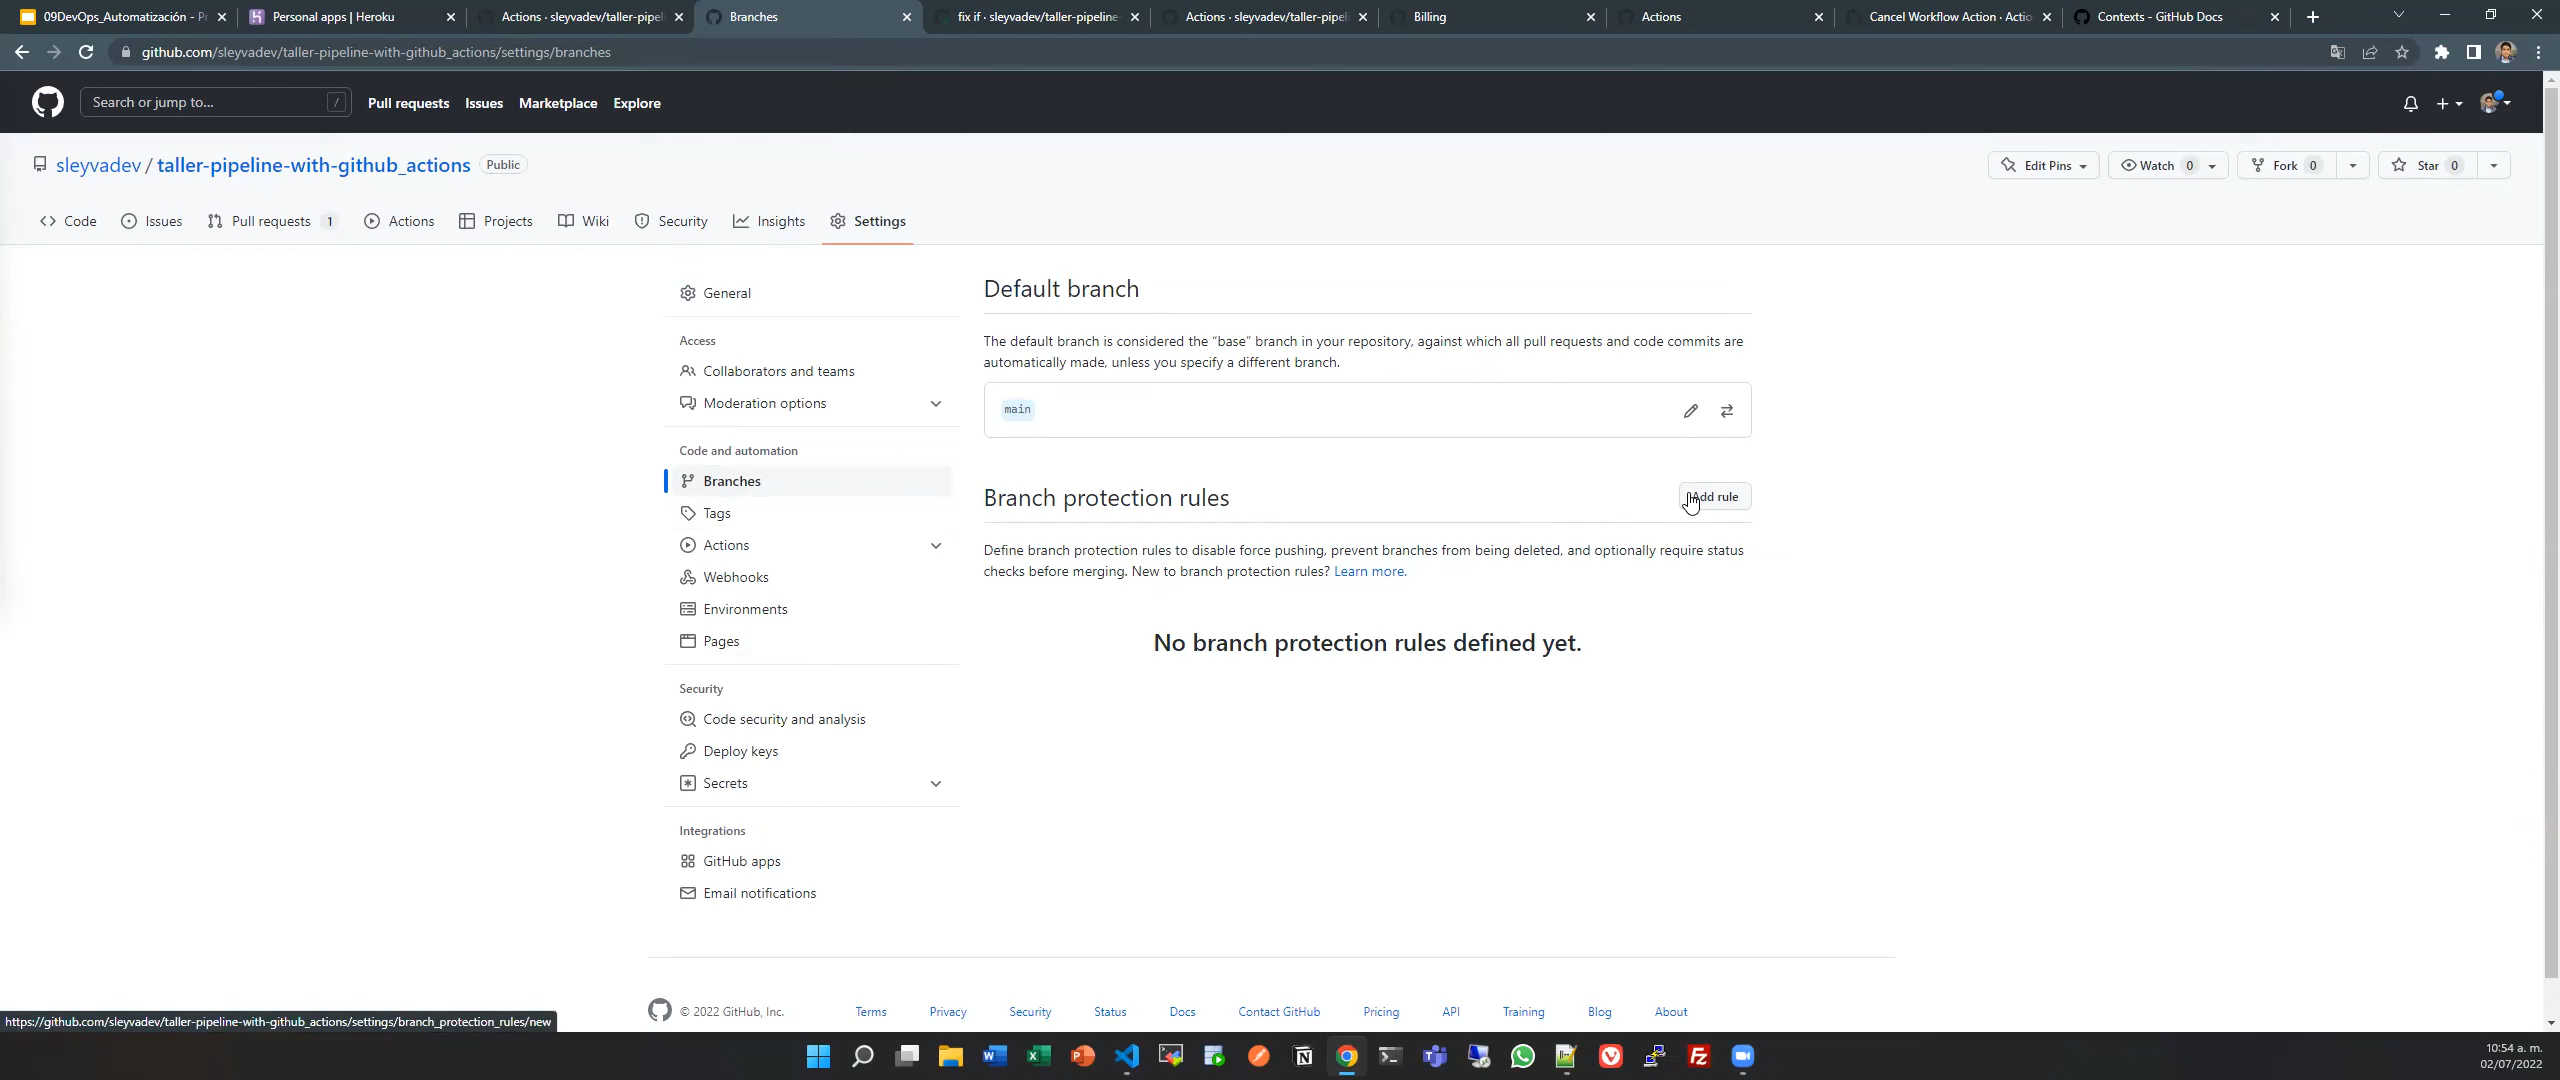 09DevOps_Automatización - Pr
Personal apps | Heroku
Actions · sleyvadev/taller-pipel
Branches
fix if · sleyvadev/taller-pipeline-
Actions · sleyvadev/taller-pipel
Billing
Actions
Cancel Workflow Action · Actio
Contexts - GitHub Docs
github.com/sleyvadev/taller-pipeline-with-github_actions/settings/branches
Search or jump to...
/
Pull requests
Issues
Marketplace
Explore
sleyvadev / taller-pipeline-with-github_actions
Public
Edit Pins
Watch 0
Fork 0
Star 0
Code
Issues
Pull requests 1
Actions
Projects
Wiki
Security
Insights
Settings
General
Access
Collaborators and teams
Moderation options
Code and automation
Branches
Tags
Actions
Webhooks
Environments
Pages
Security
Code security and analysis
Deploy keys
Secrets
Integrations
GitHub apps
Email notifications
Default branch
The default branch is considered the “base” branch in your repository, against which all pull requests and code commits are
automatically made, unless you specify a different branch.
main
Branch protection rules
Add rule
Define branch protection rules to disable force pushing, prevent branches from being deleted, and optionally require status
checks before merging. New to branch protection rules? Learn more.
No branch protection rules defined yet.
© 2022 GitHub, Inc.
Terms
Privacy
Security
Status
Docs
Contact GitHub
Pricing
API
Training
Blog
About
https://github.com/sleyvadev/taller-pipeline-with-github_actions/settings/branch_protection_rules/new
10:54 a. m.
02/07/2022